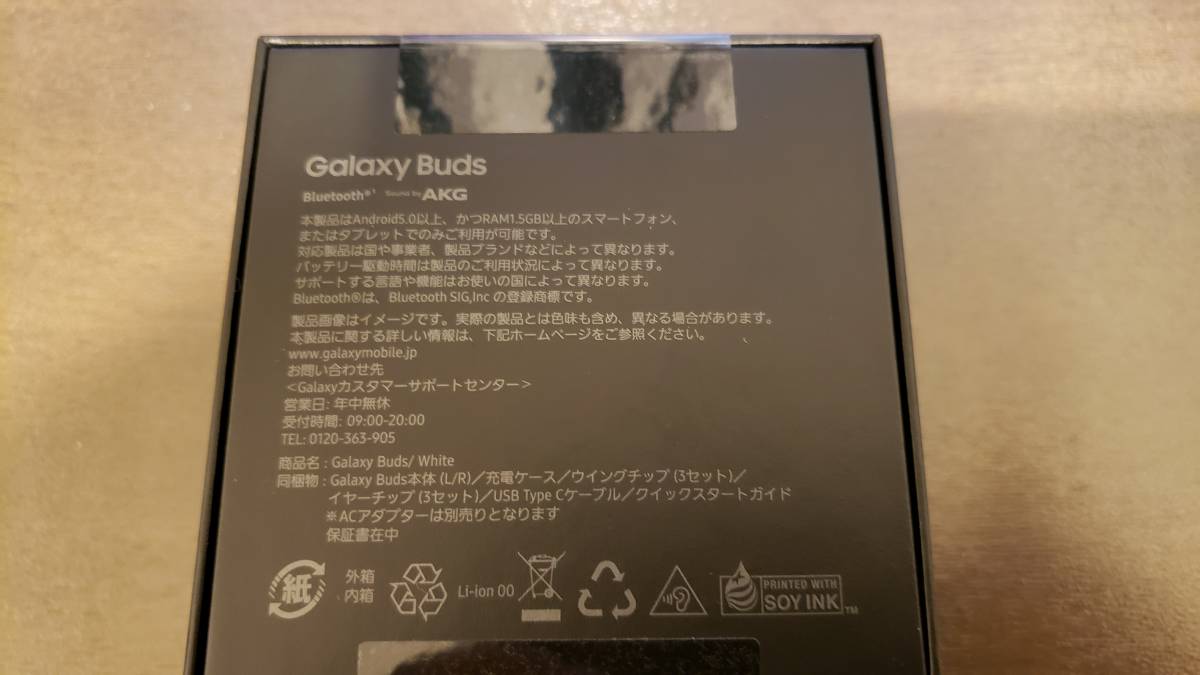 Galaxy Buds
Bluetooth®¹ Sound by AKG
本製品はAndroid5.0以上、かつRAM1.5GB以上のスマートフォン、
またはタブレットでのみご利用が可能です。
対応製品は国や事業者、製品ブランドなどによって異なります。
バッテリー駆動時間は製品のご利用状況によって異なります。
サポートする言語や機能はお使いの国によって異なります。
Bluetooth®は、Bluetooth SIG,Inc の登録商標です。
製品画像はイメージです。実際の製品とは色味も含め、異なる場合があります。
本製品に関する詳しい情報は、下記ホームページをご参照ください。
www.galaxymobile.jp
お問い合わせ先
<Galaxyカスタマーサポートセンター>
営業日: 年中無休
受付時間: 09:00-20:00
TEL: 0120-363-905
商品名 : Galaxy Buds/ White
同梱物 : Galaxy Buds本体 (L/R)／充電ケース／ウイングチップ (3セット)／
イヤーチップ (3セット)／USB Type Cケーブル／クイックスタートガイド
※ACアダプターは別売りとなります
保証書在中
紙 外箱
内箱
Li-ion 00
PRINTED WITH
SOY INK™